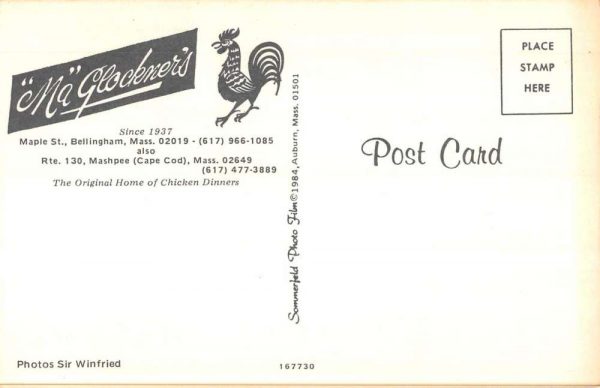 "Ma" Glockner's
Since 1937
Maple St., Bellingham, Mass. 02019 - (617) 966-1085
also
Rte. 130, Mashpee (Cape Cod), Mass. 02649
(617) 477-3889
The Original Home of Chicken Dinners
Photos Sir Winfried
Sommerfeld Photo Film©1984, Auburn, Mass. 01501
167730
PLACE
STAMP
HERE
Post Card